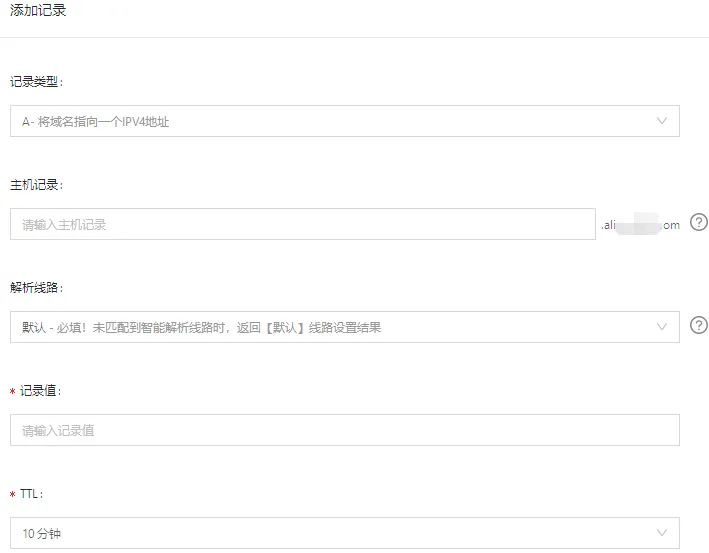 添加记录
记录类型：
A- 将域名指向一个IPV4地址
主机记录：
请输入主机记录
.ali om
解析线路：
默认 - 必填！未匹配到智能解析线路时，返回【默认】线路设置结果
* 记录值：
请输入记录值
* TTL：
10 分钟